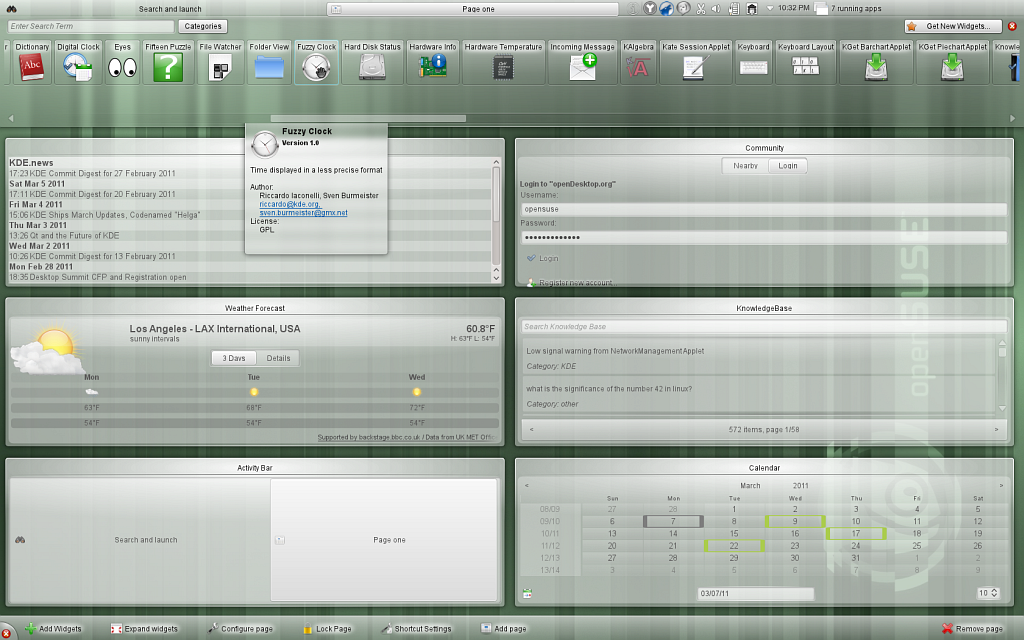 Search and launch
Page one
10:32 PM
7 running apps
Enter Search Term
Categories
Get New Widgets...
Dictionary
Digital Clock
Eyes
Fifteen Puzzle
File Watcher
Folder View
Fuzzy Clock
Hard Disk Status
Hardware Info
Hardware Temperature
Incoming Message
KAlgebra
Kate Session Applet
Keyboard
Keyboard Layout
KGet Barchart Applet
KGet Piechart Applet
Knowle
Abc
Fuzzy Clock
Version 1.0
Time displayed in a less precise format
Author:
Riccardo Iaconelli, Sven Burmeister
riccardo@kde.org,
sven.burmeister@gmx.net
License:
GPL
KDE.news
17:23 KDE Commit Digest for 27 February 2011
Sat Mar 5 2011
17:11 KDE Commit Digest for 20 February 2011
Fri Mar 4 2011
15:06 KDE Ships March Updates, Codenamed "Helga"
Thu Mar 3 2011
13:26 Qt and the Future of KDE
Wed Mar 2 2011
10:26 KDE Commit Digest for 13 February 2011
Mon Feb 28 2011
18:35 Desktop Summit CFP and Registration open
Community
Nearby
Login
Login to "openDesktop.org"
Username:
opensuse
Password:
•••••••••••••
Login
Register new account...
openSUSE
Weather Forecast
Los Angeles - LAX International, USA
sunny intervals
60.8°F
H: 63°F L: 54°F
3 Days
Details
Mon Tue Wed
63°F 68°F 72°F
54°F 54°F 54°F
Supported by backstage.bbc.co.uk / Data from UK MET Offic
KnowledgeBase
Search Knowledge Base
Low signal warning from NetworkManagement Applet
Category: KDE
what is the significance of the number 42 in linux?
Category: other
< 572 items, page 1/58 >
Activity Bar
Search and launch
Page one
Calendar
< March 2011 >
Sun Mon Tue Wed Thu Fri Sat
08/09 27 28 1 2 3 4 5
09/10 6 7 8 9 10 11 12
10/11 13 14 15 16 17 18 19
11/12 20 21 22 23 24 25 26
12/13 27 28 29 30 31 1 2
13/14 3 4 5 6 7 8 9
03/07/11
10
Add Widgets
Expand widgets
Configure page
Lock Page
Shortcut Settings
Add page
Remove page